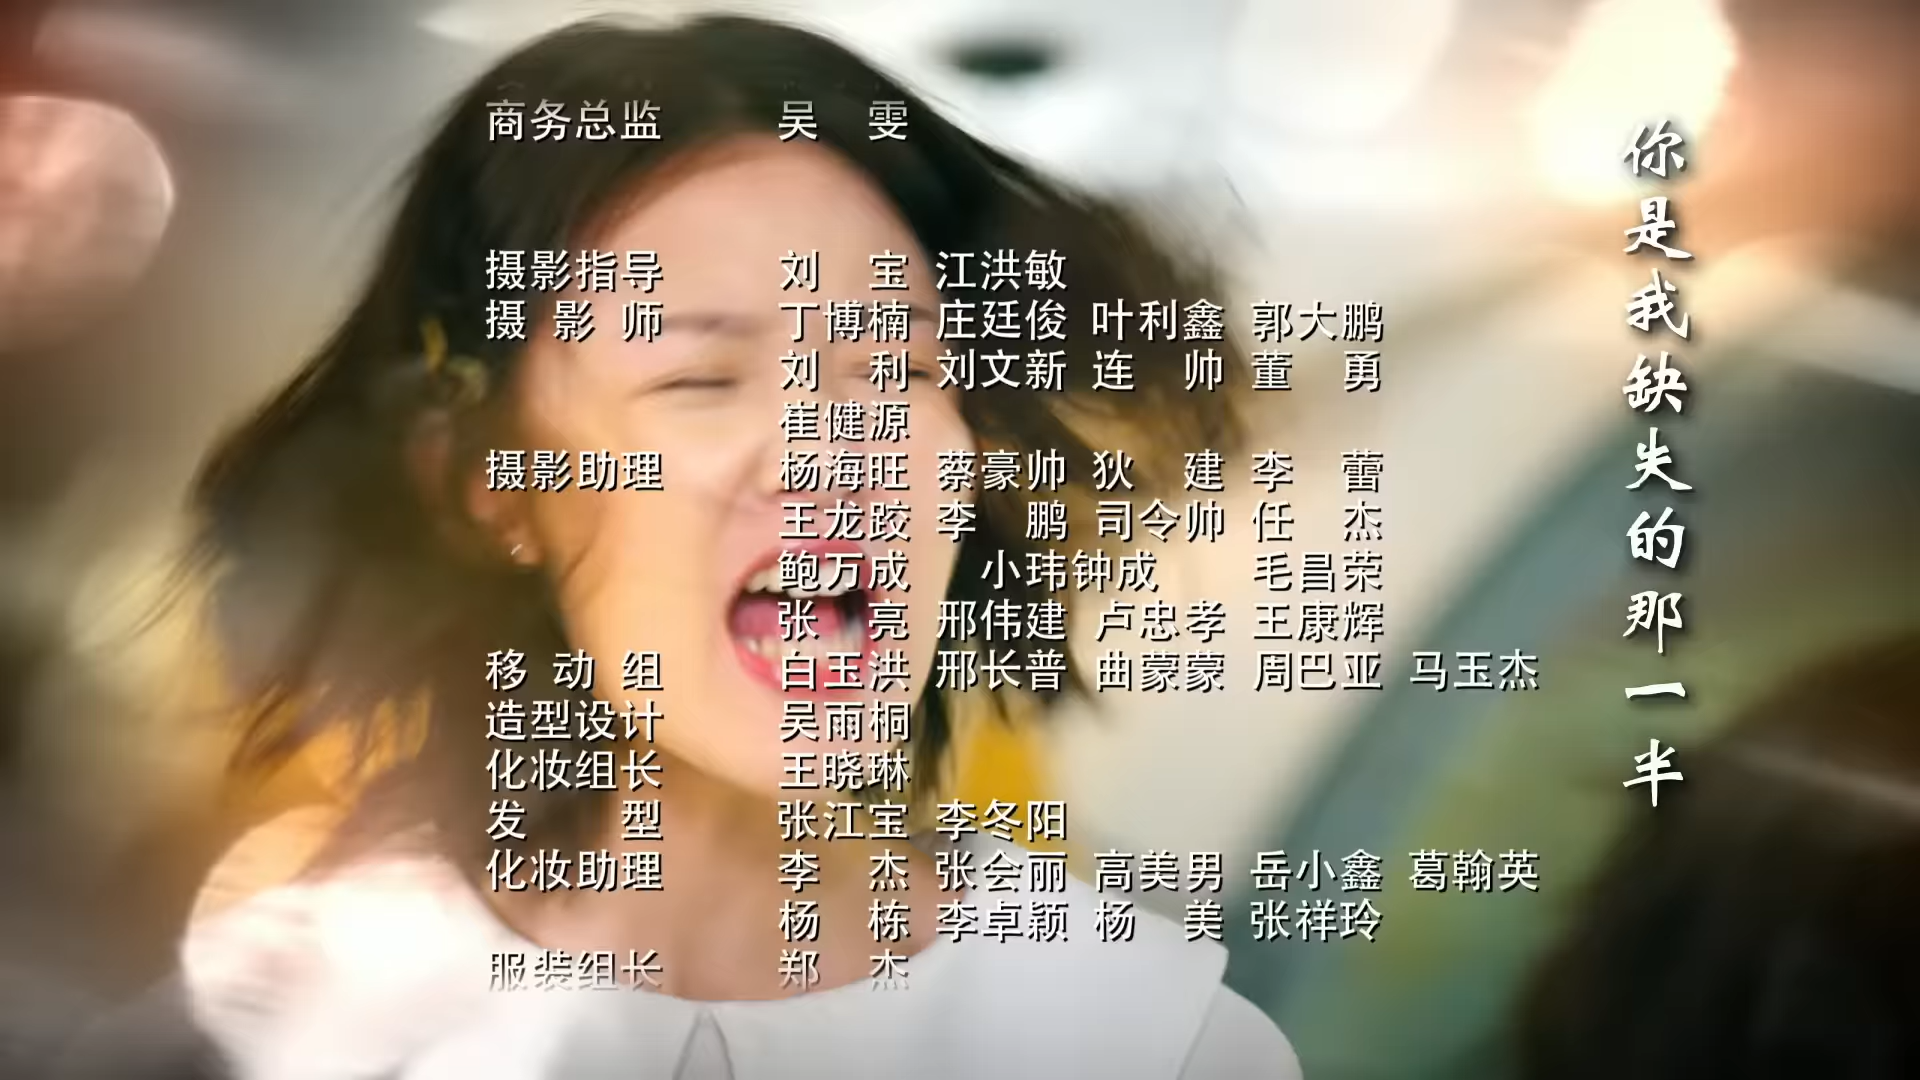 商务总监 吴雯
摄影指导 刘宝 江洪敏
摄影师 丁博楠 庄廷俊 叶利鑫 郭大鹏
刘利 刘文新 连帅 董勇
崔健源
摄影助理 杨海旺 蔡豪帅 狄建 李蕾
王龙跤 李鹏 司令帅 任杰
鲍万成 小玮钟成 毛昌荣
张亮 邢伟建 卢忠孝 王康辉
移动组 白玉洪 邢长普 曲蒙蒙 周巴亚 马玉杰
造型设计 吴雨桐
化妆组长 王晓琳
发型 张江宝 李冬阳
化妆助理 李杰 张会丽 高美男 岳小鑫 葛翰英
杨栋 李卓颖 杨美 张祥玲
服装组长 郑杰
你是我缺失的那一半